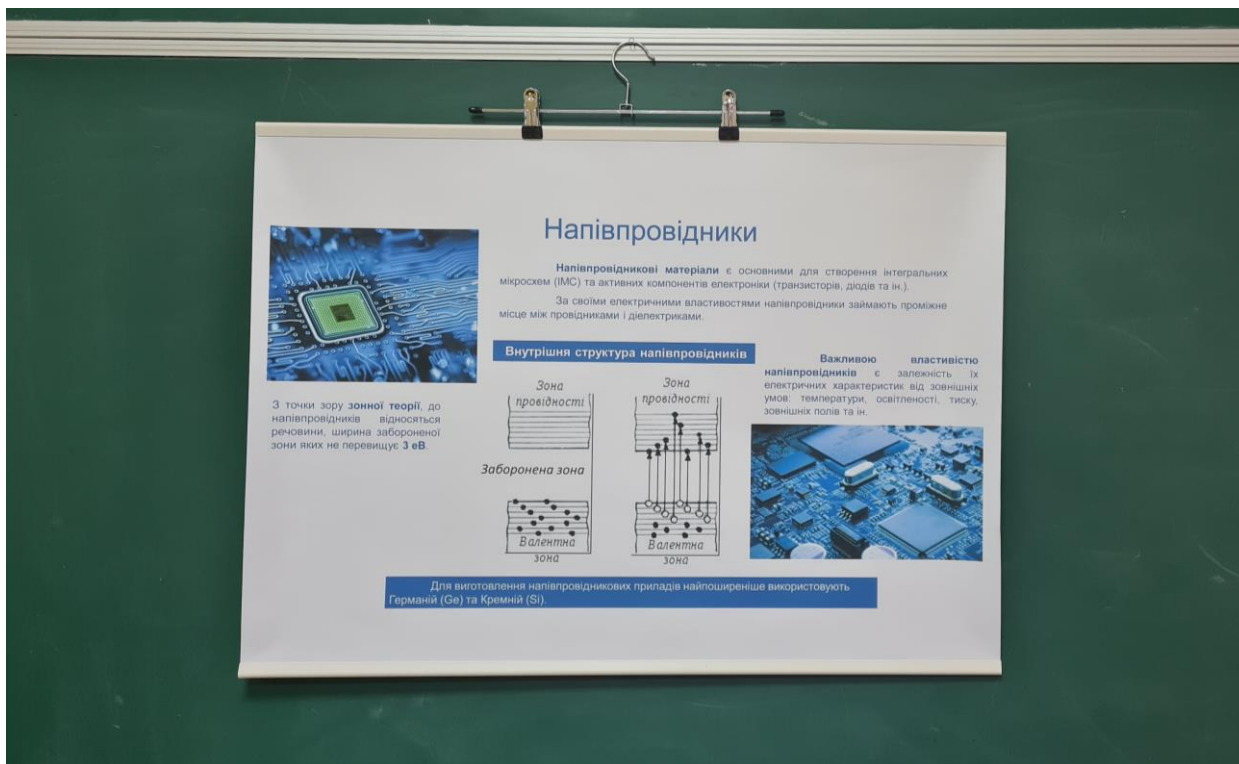 Напівпровідники
Напівпровідникові матеріали є основними для створення інтегральних
мікросхем (ІМС) та активних компонентів електроніки (транзисторів, діодів та ін.).
За своїми електричними властивостями напівпровідники займають проміжне
місце між провідниками і діелектриками.
З точки зору зонної теорії, до
напівпровідників відносяться
речовини, ширина забороненої
зони яких не перевищує 3 еВ.
Внутрішня структура напівпровідників
Зона
провідності
Зона
провідності
Заборонена зона
Валентна
зона
Валентна
зона
Важливою властивістю
напівпровідників є залежність їх
електричних характеристик від зовнішніх
умов: температури, освітленості, тиску,
зовнішніх полів та ін.
Для виготовлення напівпровідникових приладів найпоширеніше використовують
Германій (Ge) та Кремній (Si).